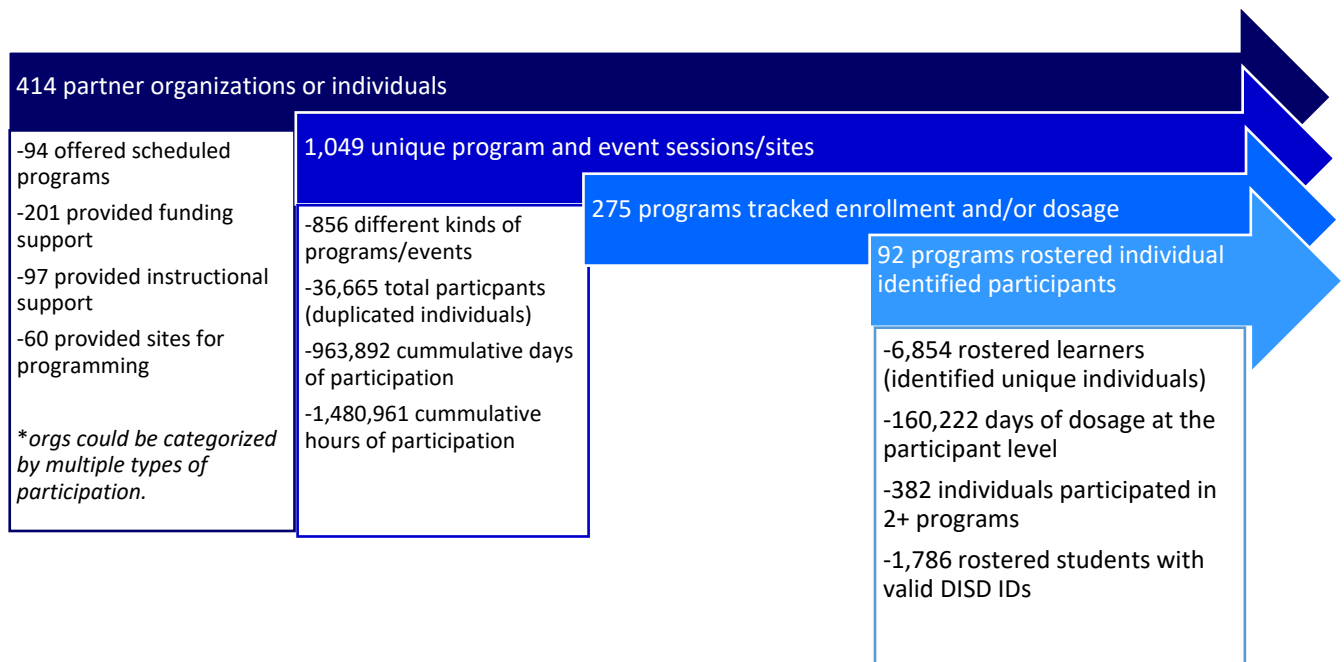 414 partner organizations or individuals
-94 offered scheduled
programs
-201 provided funding
support
-97 provided instructional
support
-60 provided sites for
programming
*orgs could be categorized
by multiple types of
participation.
1,049 unique program and event sessions/sites
-856 different kinds of
programs/events
-36,665 total particpants
(duplicated individuals)
-963,892 cummulative days
of participation
-1,480,961 cummulative
hours of participation
275 programs tracked enrollment and/or dosage
92 programs rostered individual
identified participants
-6,854 rostered learners
(identified unique individuals)
-160,222 days of dosage at the
participant level
-382 individuals participated in
2+ programs
-1,786 rostered students with
valid DISD IDs